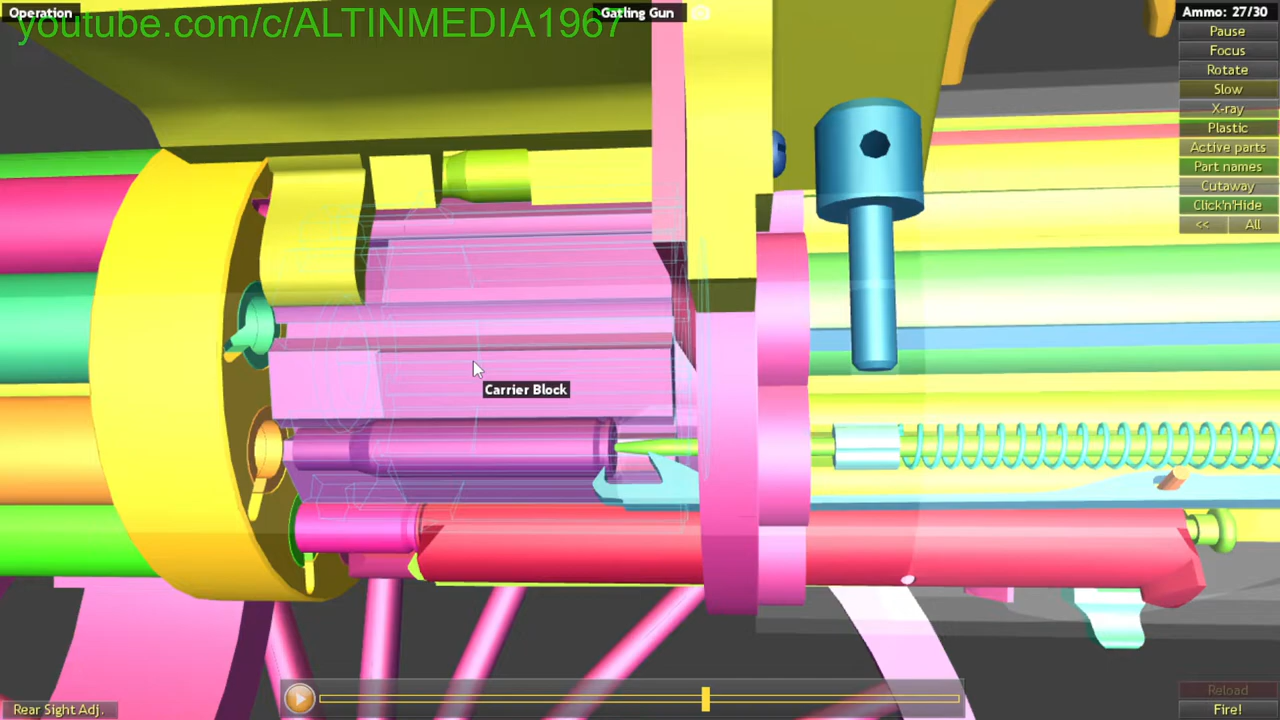 Operation
youtube.com/c/ALTINMEDIA1967
Gatling Gun
Ammo: 27/30
Pause
Focus
Rotate
Slow
X-ray
Plastic
Active parts
Part names
Cutaway
Click'n'Hide
<< All
Carrier Block
Rear Sight Adj.
Reload
Fire!